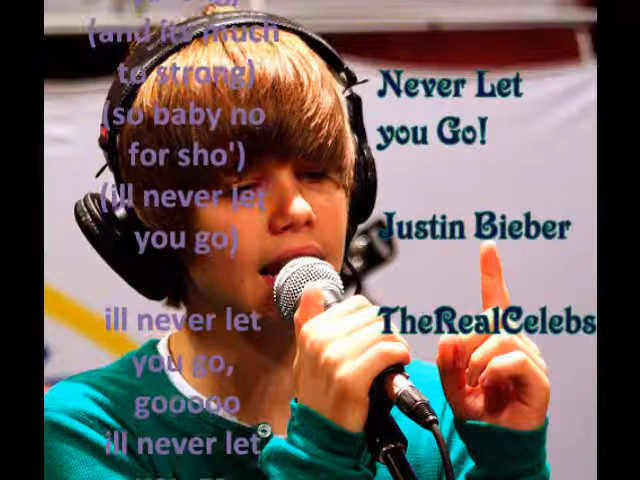 (and its much
to strong)
(so baby no
for sho')
(ill never let
you go)
ill never let
you go,
gooooo
ill never let
Never Let
you Go!
Justin Bieber
TheRealCelebs